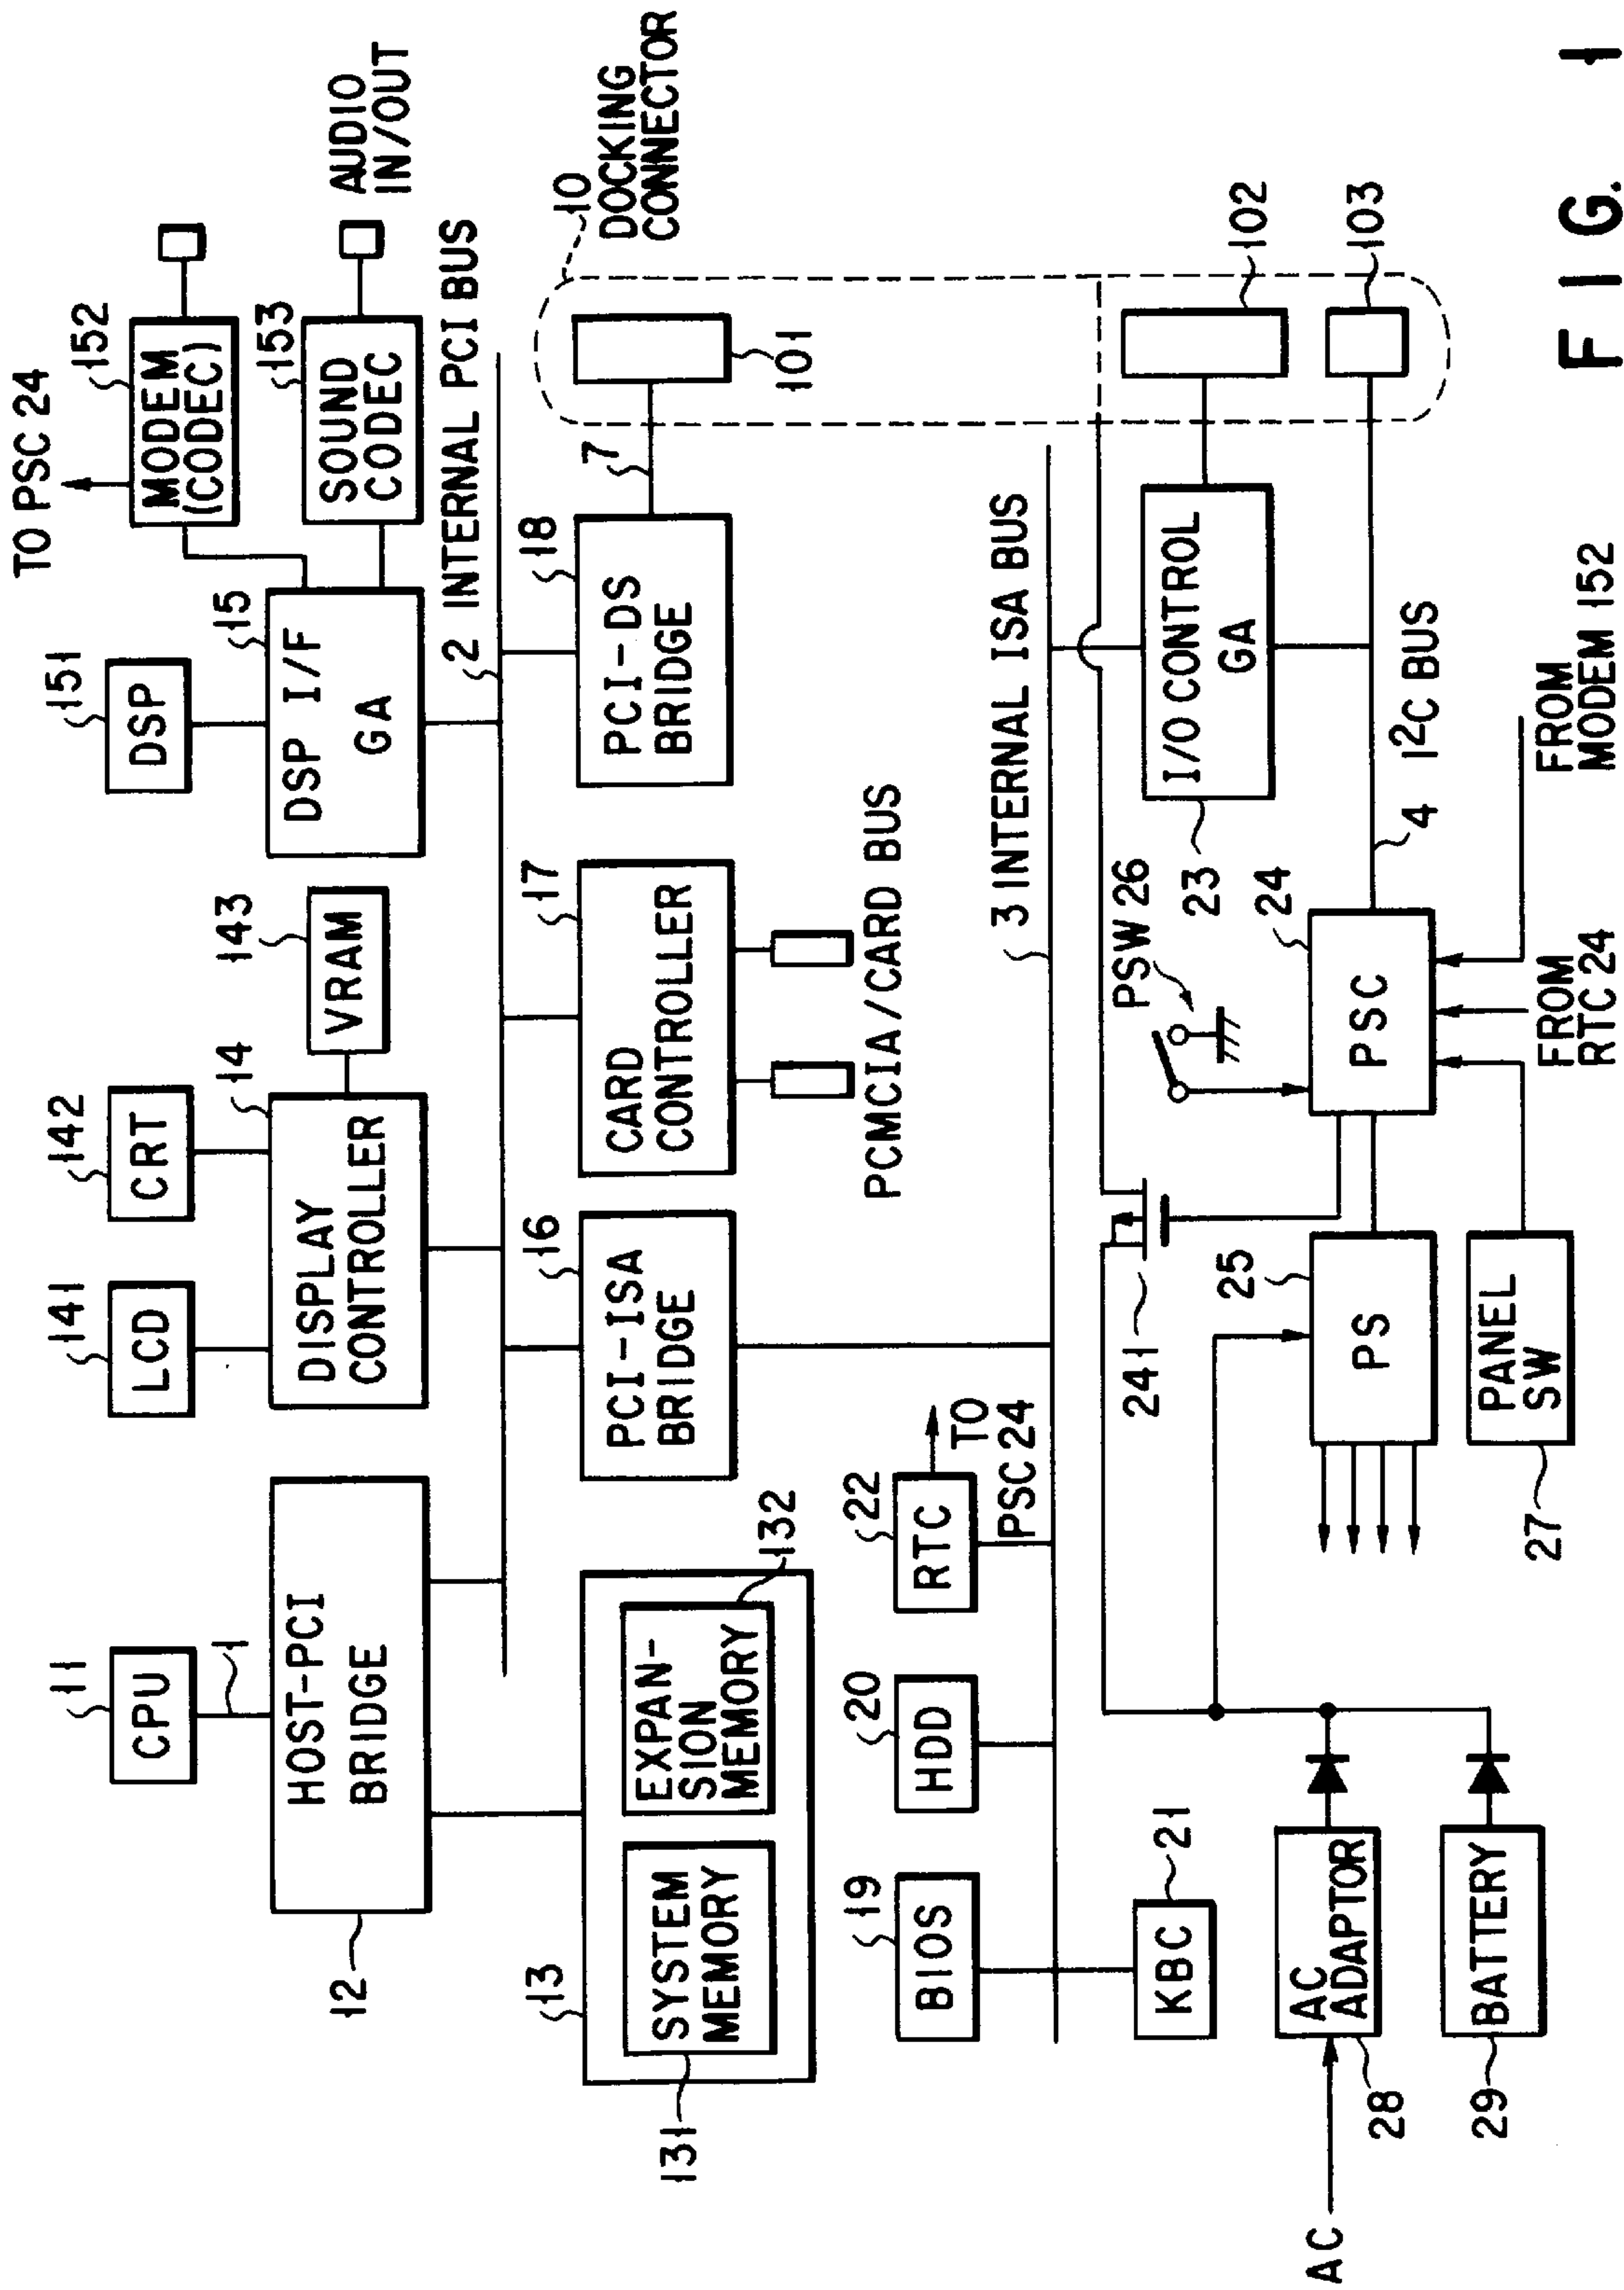 TO PSC 24
11
CPU
1
141
LCD
142
CRT
151
DSP
152
MODEM
(CODEC)
12
HOST-PCI
BRIDGE
14
DISPLAY
CONTROLLER
143
VRAM
15
DSP I/F
GA
153
SOUND
CODEC
AUDIO
IN/OUT
2 INTERNAL PCI BUS
13
131
SYSTEM
MEMORY
132
EXPAN-
SION
MEMORY
16
PCI-ISA
BRIDGE
17
CARD
CONTROLLER
PCMCIA/CARD BUS
18
PCI-DS
BRIDGE
7
101
10
DOCKING
CONNECTOR
19
BIOS
20
HDD
22
RTC
TO
PSC24
3 INTERNAL ISA BUS
21
KBC
241
PSW 26
23
I/O CONTROL
GA
102
103
AC
28
AC
ADAPTOR
29
BATTERY
25
PS
24
PSC
4
I2C BUS
27
PANEL
SW
FROM
RTC 24
FROM
MODEM 152
FIG. 1